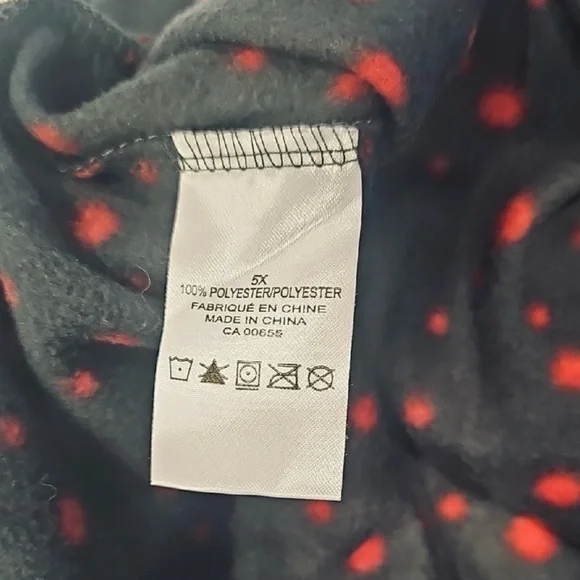 5X
100% POLYESTER/POLYESTER
FABRIQUÉ EN CHINE
MADE IN CHINA
CA 00655